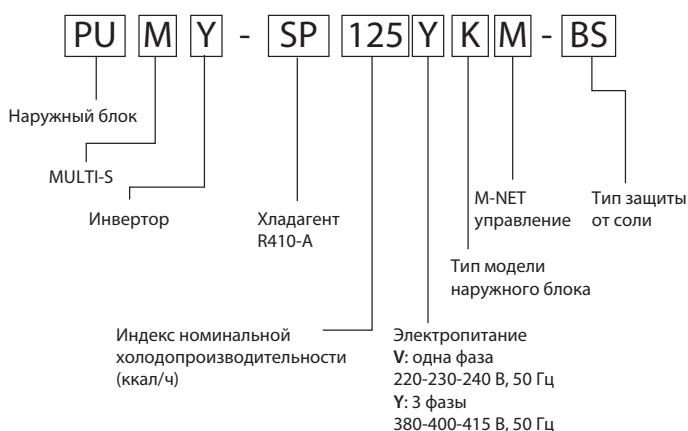 PU M Y - SP 125 Y K M - BS
Наружный блок
MULTI-S
Инвертор
Хладагент
R410-A
M-NET
управление
Тип защиты
от соли
Тип модели
наружного блока
Индекс номинальной
холодопроизводительности
(ккал/ч)
Электропитание
V: одна фаза
220-230-240 В, 50 Гц
Y: 3 фазы
380-400-415 В, 50 Гц